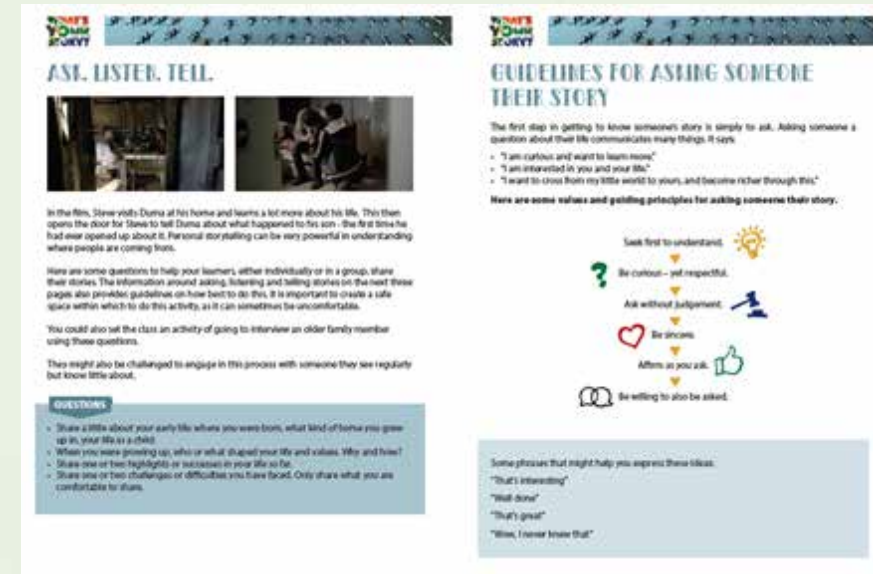 ASK. LISTEN. TELL.
In the film, Steve visits Duma at his home and learns a lot more about his life. This then
opens the door for Steve to tell Duma about what happened to his son - the first time he
had ever opened up about it. Personal storytelling can be very powerful in understanding
where people are coming from.
Here are some questions to help your learners, either individually or in a group, share
their stories. The information around asking, listening and telling stories on the next three
pages also provides guidelines on how best to do this. It is important to create a safe
space within which to do this activity, as it can sometimes be uncomfortable.
You could also set the class an activity of going to interview an older family member
using these questions.
They might also be challenged to engage in this process with someone they see regularly
but know little about.
QUESTIONS
• Share a little about your early life: where you were born, what kind of home you grew
up in, your life as a child.
• When you were growing up, who or what shaped your life and values. Why and how?
• Share one or two highlights or successes in your life so far.
• Share one or two challenges or difficulties you have faced. Only share what you are
comfortable to share.
GUIDELINES FOR ASKING SOMEONE
THEIR STORY
The first step in getting to know someone's story is simply to ask. Asking someone a
question about their life communicates many things. It says:
• "I am curious and want to learn more."
• "I am interested in you and your life."
• "I want to cross from my little world to yours, and become richer through this."
Here are some values and guiding principles for asking someone their story.
Seek first to understand.
Be curious – yet respectful.
Ask without judgement.
Be sincere.
Affirm as you ask.
Be willing to also be asked.
Some phrases that might help you express these ideas:
"That's interesting"
"Well done"
"That's great"
"Wow, I never knew that"